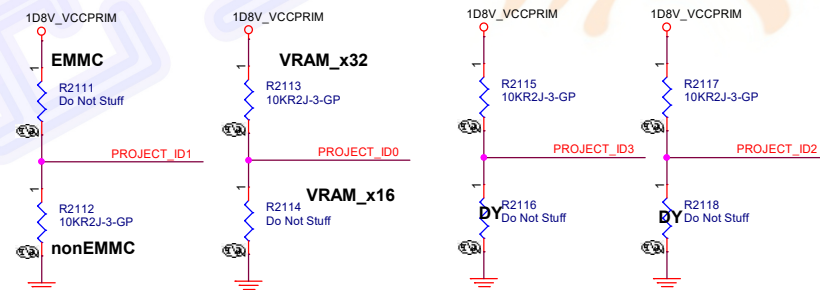 1D8V_VCCPRIM
EMMC
1
R2111
Do Not Stuff
PROJECT_ID1
1
R2112
10KR2J-3-GP
nonEMMC
1D8V_VCCPRIM
VRAM_x32
1
R2113
10KR2J-3-GP
PROJECT_ID0
VRAM_x16
1
R2114
Do Not Stuff
1D8V_VCCPRIM
1
R2115
10KR2J-3-GP
PROJECT_ID3
1
R2116
DY
Do Not Stuff
1D8V_VCCPRIM
1
R2117
10KR2J-3-GP
PROJECT_ID2
1
R2118
DY
Do Not Stuff